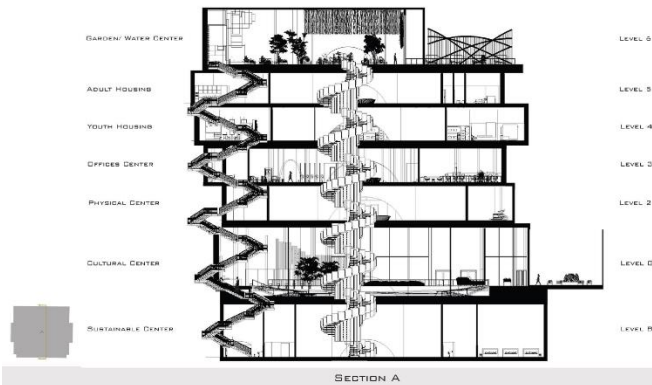 GARDEN/ WATER CENTER
LEVEL 6
ADULT HOUSING
LEVEL 5
YOUTH HOUSING
LEVEL 4
OFFICES CENTER
LEVEL 3
PHYSICAL CENTER
LEVEL 2
CULTURAL CENTER
LEVEL 0
SUSTAINABLE CENTER
LEVEL B
SECTION A